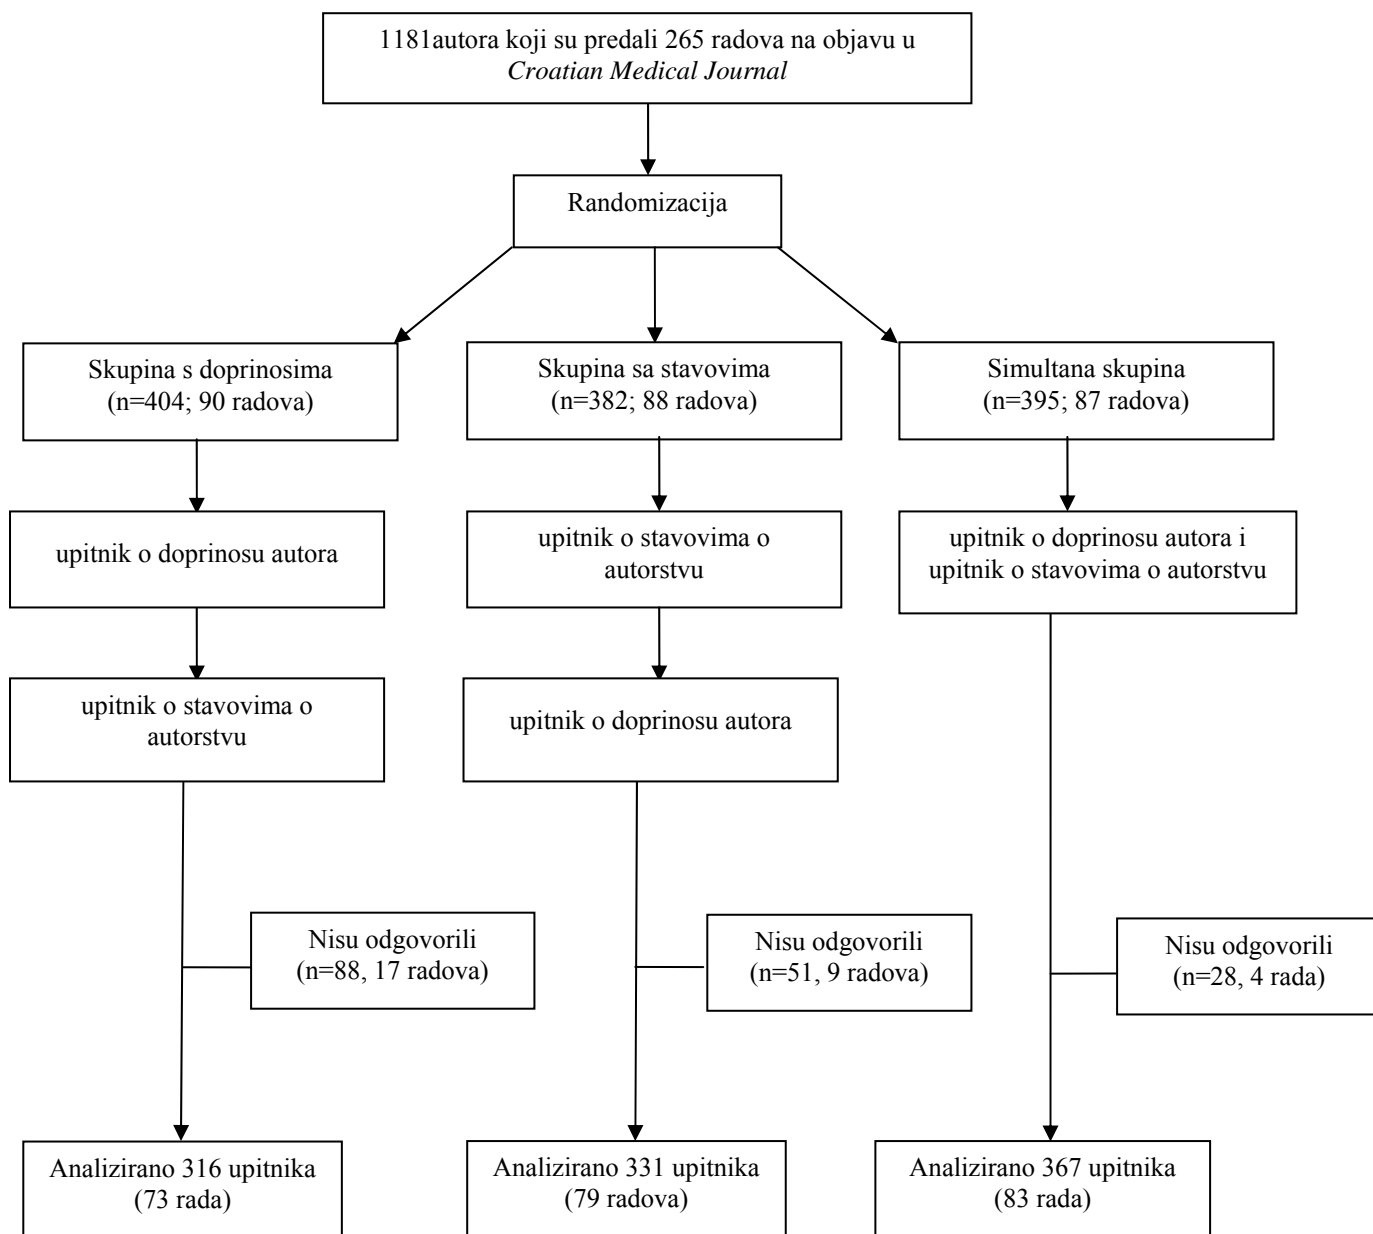 1181autora koji su predali 265 radova na objavu u
Croatian Medical Journal
Randomizacija
Skupina s doprinosima
(n=404; 90 radova)
Skupina sa stavovima
(n=382; 88 radova)
Simultana skupina
(n=395; 87 radova)
upitnik o doprinosu autora
upitnik o stavovima o
autorstvu
upitnik o doprinosu autora i
upitnik o stavovima o autorstvu
upitnik o stavovima o
autorstvu
upitnik o doprinosu autora
Nisu odgovorili
(n=88, 17 radova)
Nisu odgovorili
(n=51, 9 radova)
Nisu odgovorili
(n=28, 4 rada)
Analizirano 316 upitnika
(73 rada)
Analizirano 331 upitnika
(79 radova)
Analizirano 367 upitnika
(83 rada)